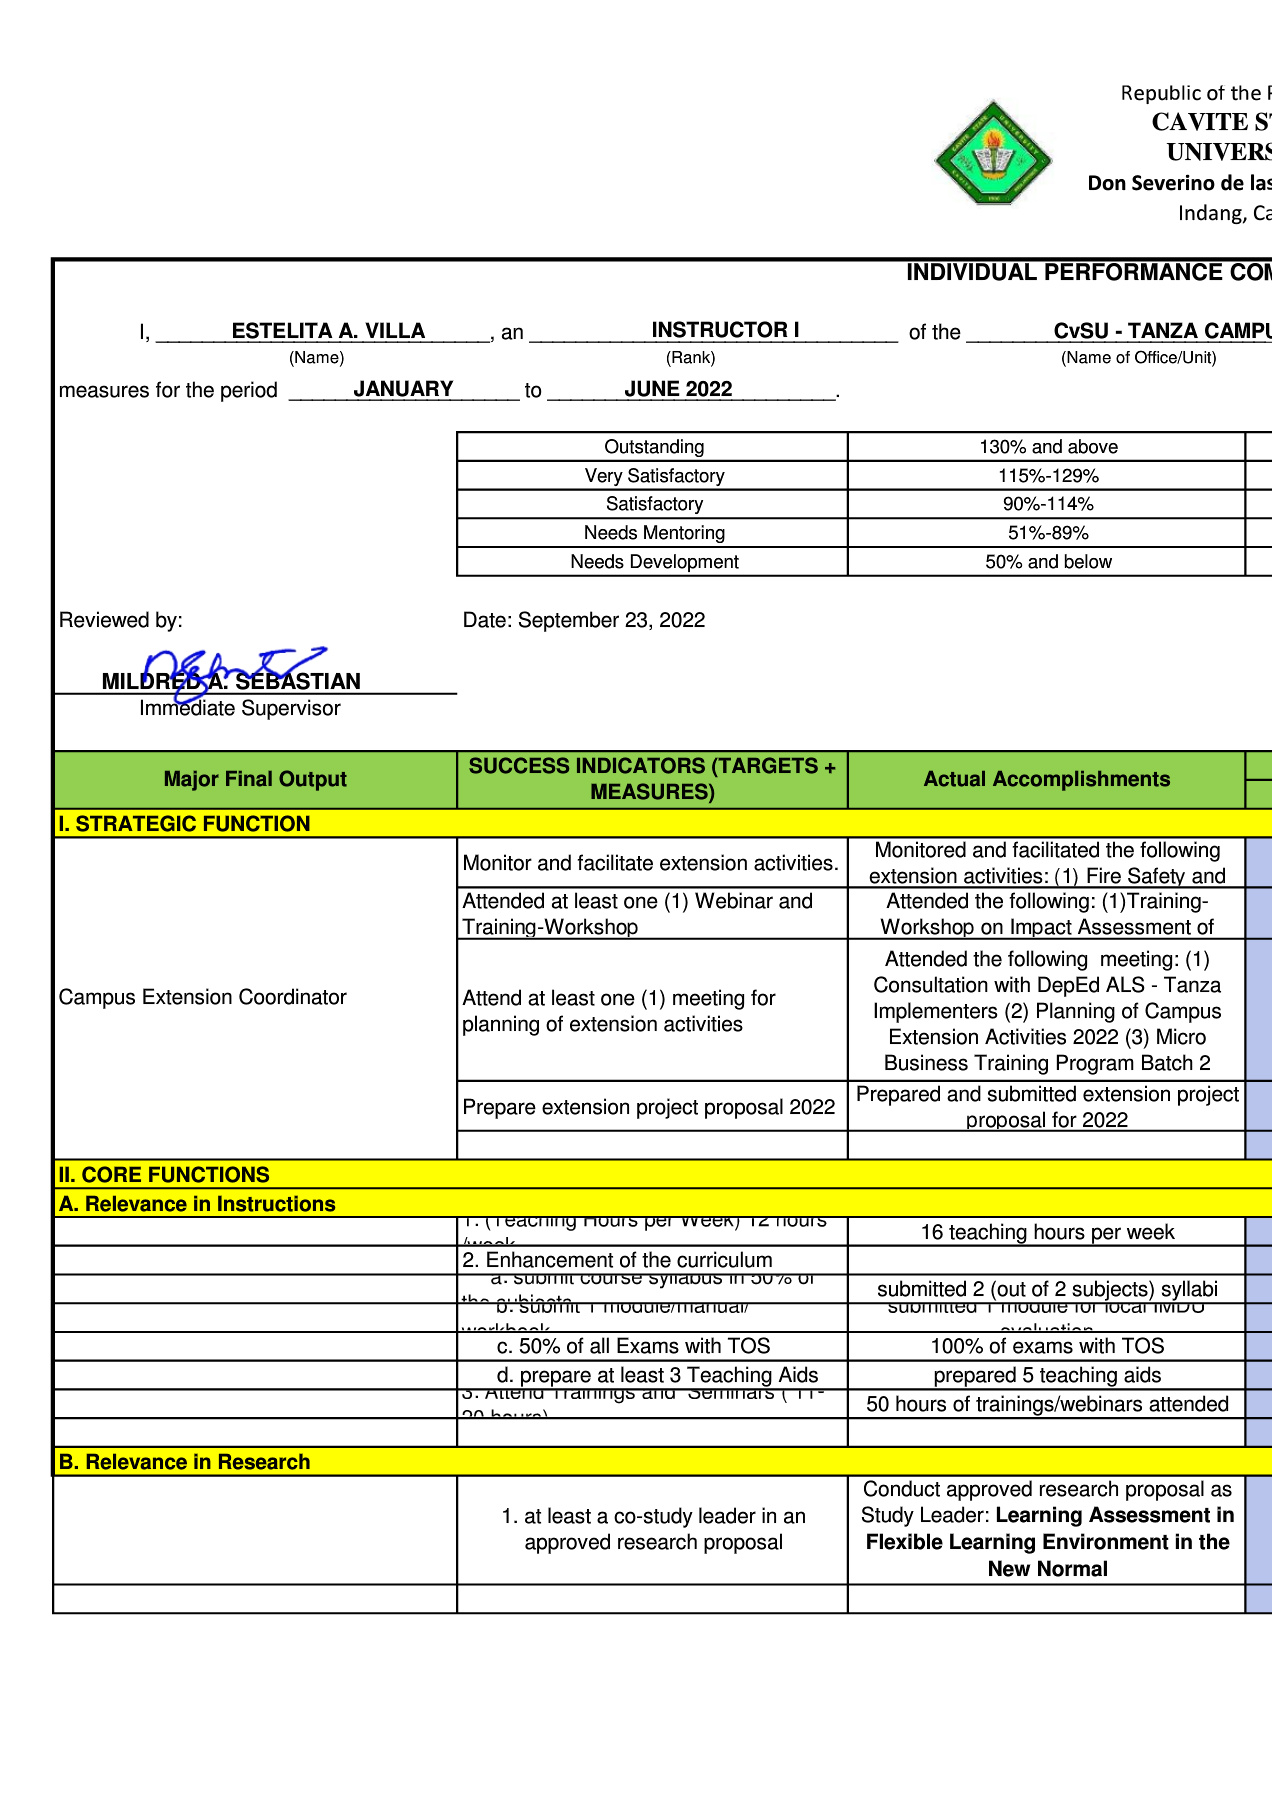 Republic of the
CAVITE
UNIVERS
Don Severino de las
Indang, Ca
INDIVIDUAL PERFORMANCE COM
I, ESTELITA A. VILLA, an INSTRUCTOR I of the CvSU - TANZA CAMPU
(Name) (Rank) (Name of Office/Unit)
measures for the period JANUARY to JUNE 2022.
Outstanding 130% and above
Very Satisfactory 115%-129%
Satisfactory 90%-114%
Needs Mentoring 51%-89%
Needs Development 50% and below
Reviewed by: Date: September 23, 2022
MILDRED A. SEBASTIAN
Immediate Supervisor
Major Final Output
SUCCESS INDICATORS (TARGETS +
MEASURES)
Actual Accomplishments
I. STRATEGIC FUNCTION
Campus Extension Coordinator
Monitor and facilitate extension activities.
Monitored and facilitated the following
extension activities: (1) Fire Safety and
Attended at least one (1) Webinar and
Training-Workshop
Attended the following: (1)Training-
Workshop on Impact Assessment of
Attend at least one (1) meeting for
planning of extension activities
Attended the following meeting: (1)
Consultation with DepEd ALS - Tanza
Implementers (2) Planning of Campus
Extension Activities 2022 (3) Micro
Business Training Program Batch 2
Prepare extension project proposal 2022
Prepared and submitted extension project
proposal for 2022
II. CORE FUNCTIONS
A. Relevance in Instructions
1. (Teaching Hours per Week) 12 hours
/week
16 teaching hours per week
2. Enhancement of the curriculum
a. submit course syllabus in 50% of
the subjects
submitted 2 (out of 2 subjects) syllabi
b. submit 1 module/manual/
workbook
submitted 1 module for local IMDU
evaluation
c. 50% of all Exams with TOS
100% of exams with TOS
d. prepare at least 3 Teaching Aids
prepared 5 teaching aids
3. Attend Trainings and Seminars ( 11-
20 hours)
50 hours of trainings/webinars attended
B. Relevance in Research
1. at least a co-study leader in an
approved research proposal
Conduct approved research proposal as
Study Leader: Learning Assessment in
Flexible Learning Environment in the
New Normal